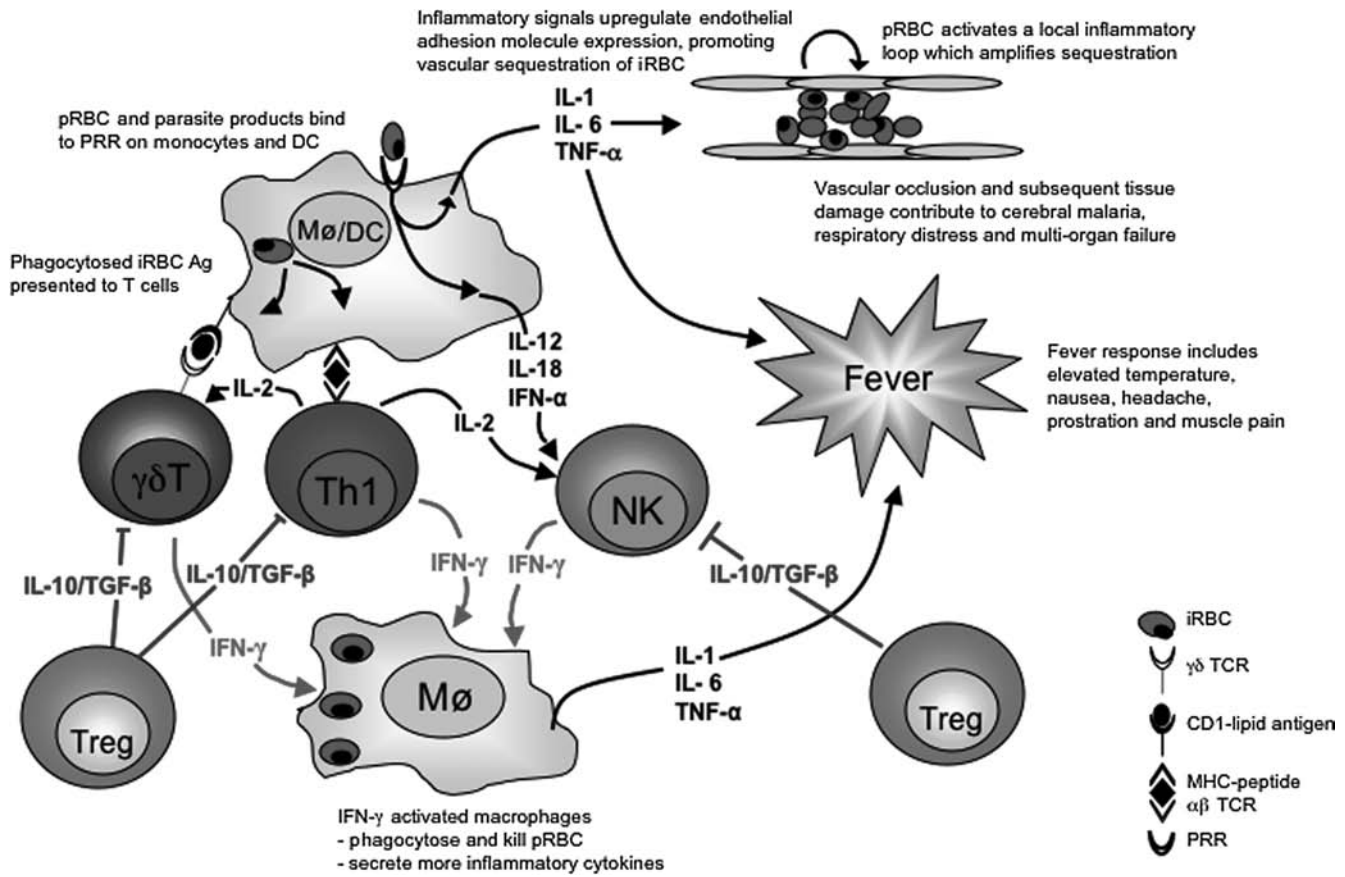 Inflammatory signals upregulate endothelial
adhesion molecule expression, promoting
vascular sequestration of iRBC
pRBC activates a local inflammatory
loop which amplifies sequestration
pRBC and parasite products bind
to PRR on monocytes and DC
IL-1
IL- 6
TNF-α
Vascular occlusion and subsequent tissue
damage contribute to cerebral malaria,
respiratory distress and multi-organ failure
Mø/DC
Phagocytosed iRBC Ag
presented to T cells
IL-12
IL-18
IFN-α
Fever
Fever response includes
elevated temperature,
nausea, headache,
prostration and muscle pain
IL-2
IL-2
γδT
Th1
NK
IL-10/TGF-β
IL-10/TGF-β
IFN-γ
IFN-γ
IL-10/TGF-β
IFN-γ
Treg
Mø
IL-1
IL- 6
TNF-α
Treg
iRBC
γδ TCR
CD1-lipid antigen
MHC-peptide
αβ TCR
PRR
IFN-γ activated macrophages
- phagocytose and kill pRBC
- secrete more inflammatory cytokines